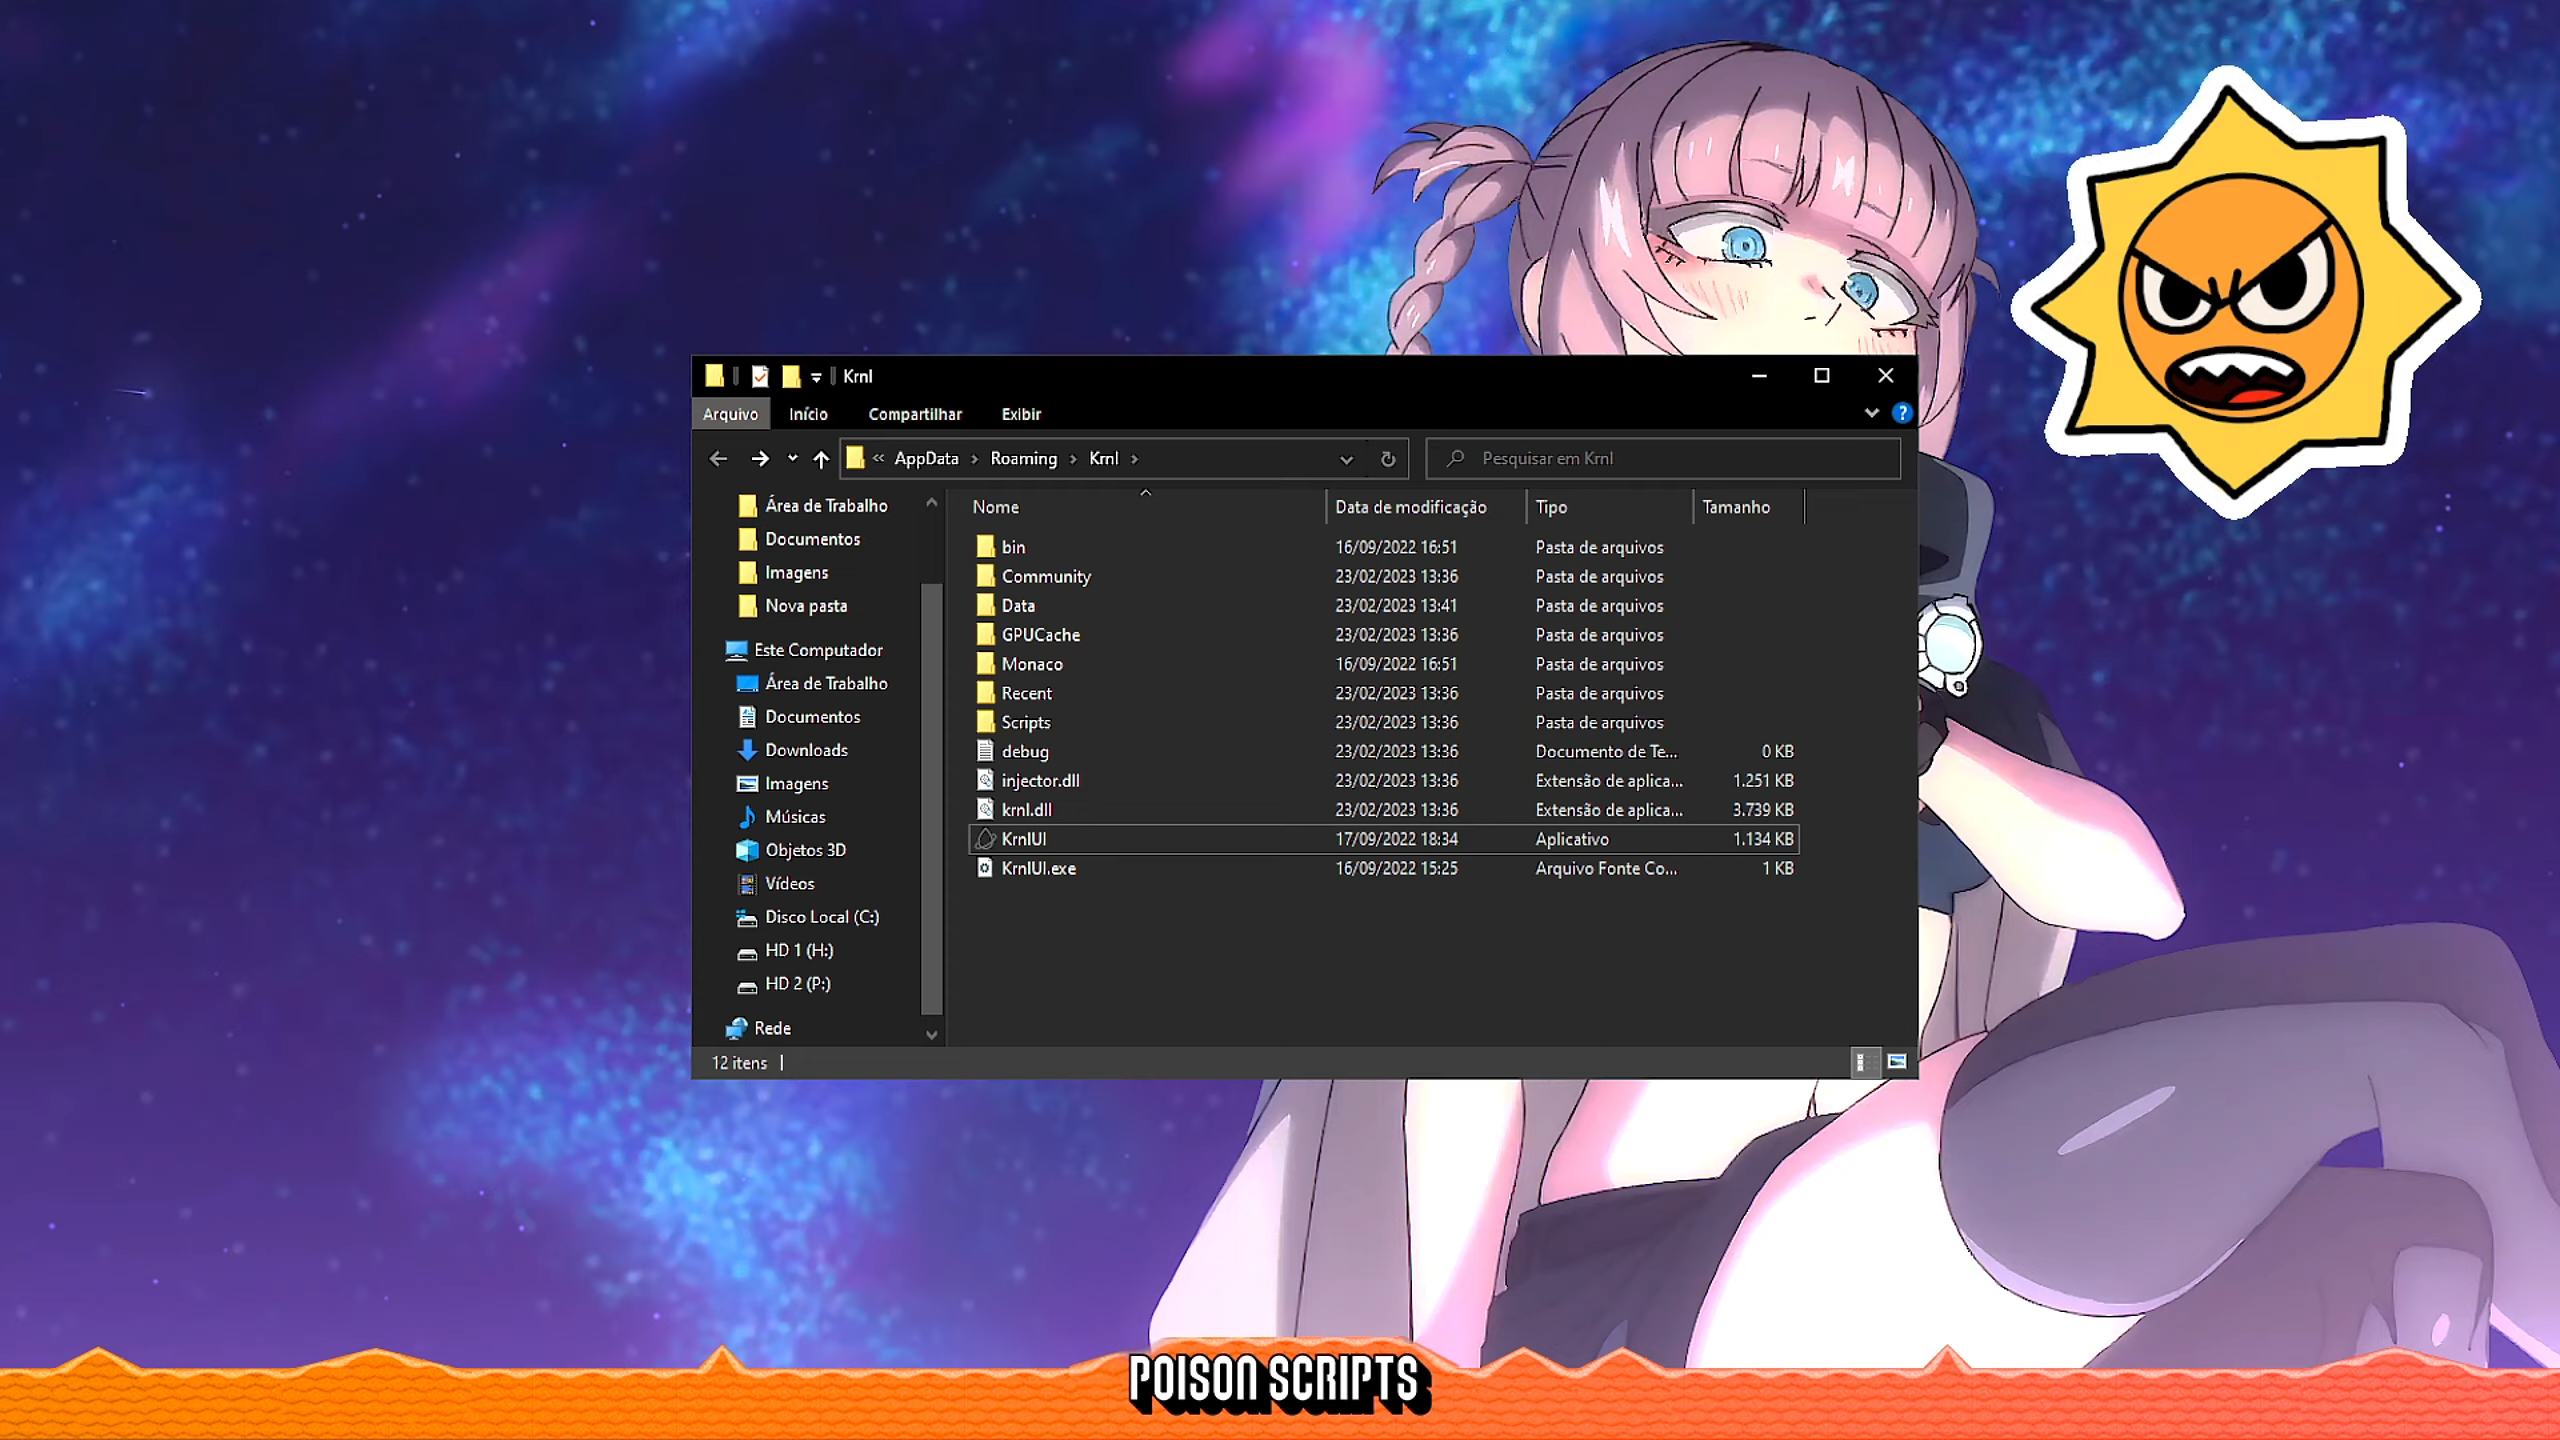 Krnl
Arquivo Início Compartilhar Exibir
« AppData › Roaming › Krnl › Pesquisar em Krnl
Área de Trabalho
Documentos
Imagens
Nova pasta
Este Computador
Área de Trabalho
Documentos
Downloads
Imagens
Músicas
Objetos 3D
Vídeos
Disco Local (C:)
HD 1 (H:)
HD 2 (P:)
Rede
Nome Data de modificação Tipo Tamanho
bin 16/09/2022 16:51 Pasta de arquivos
Community 23/02/2023 13:36 Pasta de arquivos
Data 23/02/2023 13:41 Pasta de arquivos
GPUCache 23/02/2023 13:36 Pasta de arquivos
Monaco 16/09/2022 16:51 Pasta de arquivos
Recent 23/02/2023 13:36 Pasta de arquivos
Scripts 23/02/2023 13:36 Pasta de arquivos
debug 23/02/2023 13:36 Documento de Te... 0 KB
injector.dll 23/02/2023 13:36 Extensão de aplica... 1.251 KB
krnl.dll 23/02/2023 13:36 Extensão de aplica... 3.739 KB
KrnlUI 17/09/2022 18:34 Aplicativo 1.134 KB
KrnlUI.exe 16/09/2022 15:25 Arquivo Fonte Co... 1 KB
12 itens
POISON SCRIPTS